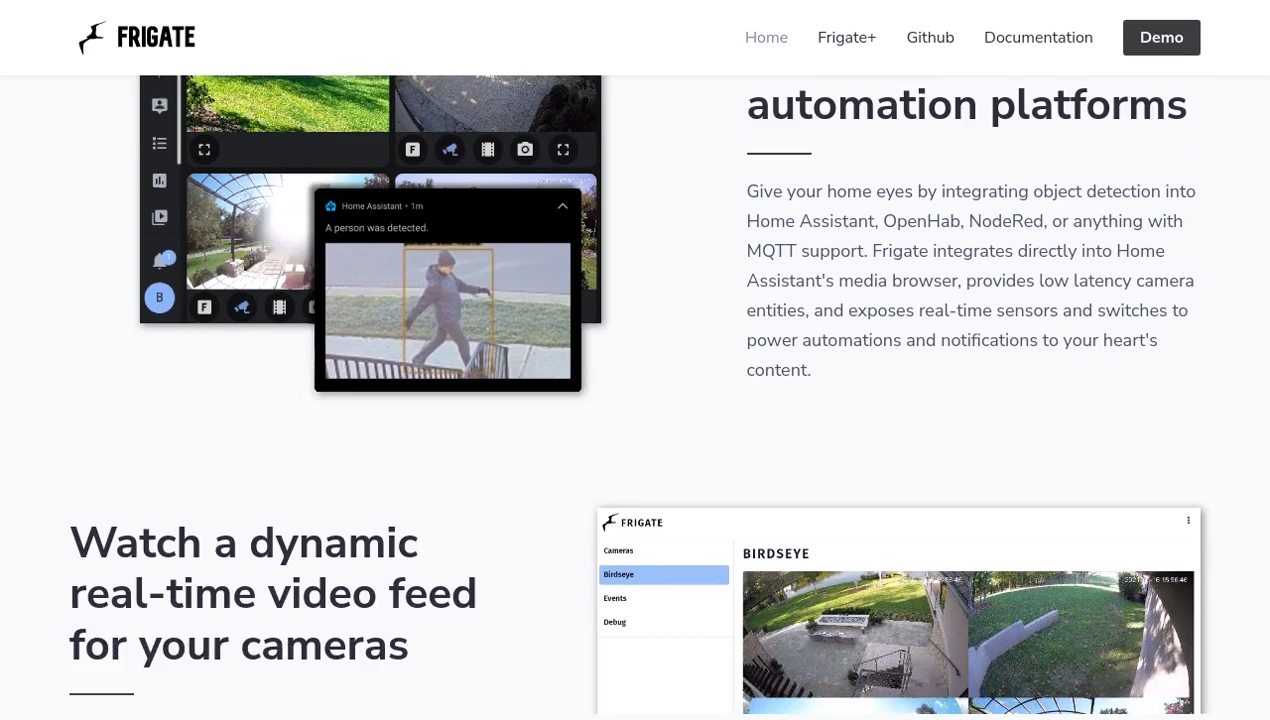 FRIGATE
Home
Frigate+
Github
Documentation
Demo
automation platforms
Give your home eyes by integrating object detection into
Home Assistant, OpenHab, NodeRed, or anything with
MQTT support. Frigate integrates directly into Home
Assistant's media browser, provides low latency camera
entities, and exposes real-time sensors and switches to
power automations and notifications to your heart's
content.
F
F
B
Home Assistant • 1m
A person was detected.
Watch a dynamic
real-time video feed
for your cameras
FRIGATE
Cameras
Birdseye
Events
Debug
BIRDSEYE